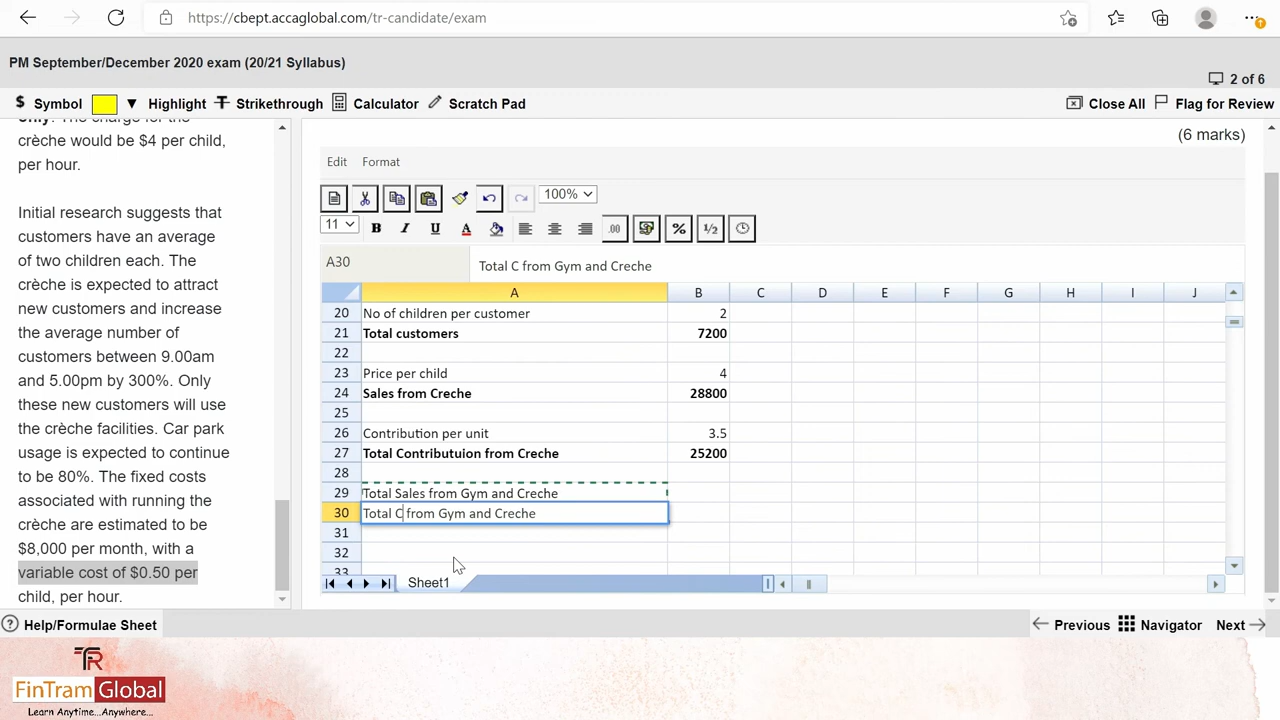 https://cbept.accaglobal.com/tr-candidate/exam
PM September/December 2020 exam (20/21 Syllabus)
2 of 6
$ Symbol ▼ Highlight T Strikethrough Calculator Scratch Pad Close All Flag for Review
only. The charge for the
crèche would be $4 per child,
per hour.
Initial research suggests that
customers have an average
of two children each. The
crèche is expected to attract
new customers and increase
the average number of
customers between 9.00am
and 5.00pm by 300%. Only
these new customers will use
the crèche facilities. Car park
usage is expected to continue
to be 80%. The fixed costs
associated with running the
crèche are estimated to be
$8,000 per month, with a
variable cost of $0.50 per
child, per hour.
(6 marks)
Edit Format
100%
11 B I U A .00 % 1/2
A30 Total C from Gym and Creche
A B C D E F G H I J
20 No of children per customer 2
21 Total customers 7200
22
23 Price per child 4
24 Sales from Creche 28800
25
26 Contribution per unit 3.5
27 Total Contributuion from Creche 25200
28
29 Total Sales from Gym and Creche
30 Total C from Gym and Creche
31
32
33
Sheet1
? Help/Formulae Sheet Previous Navigator Next
FinTram Global
Learn Anytime...Anywhere...